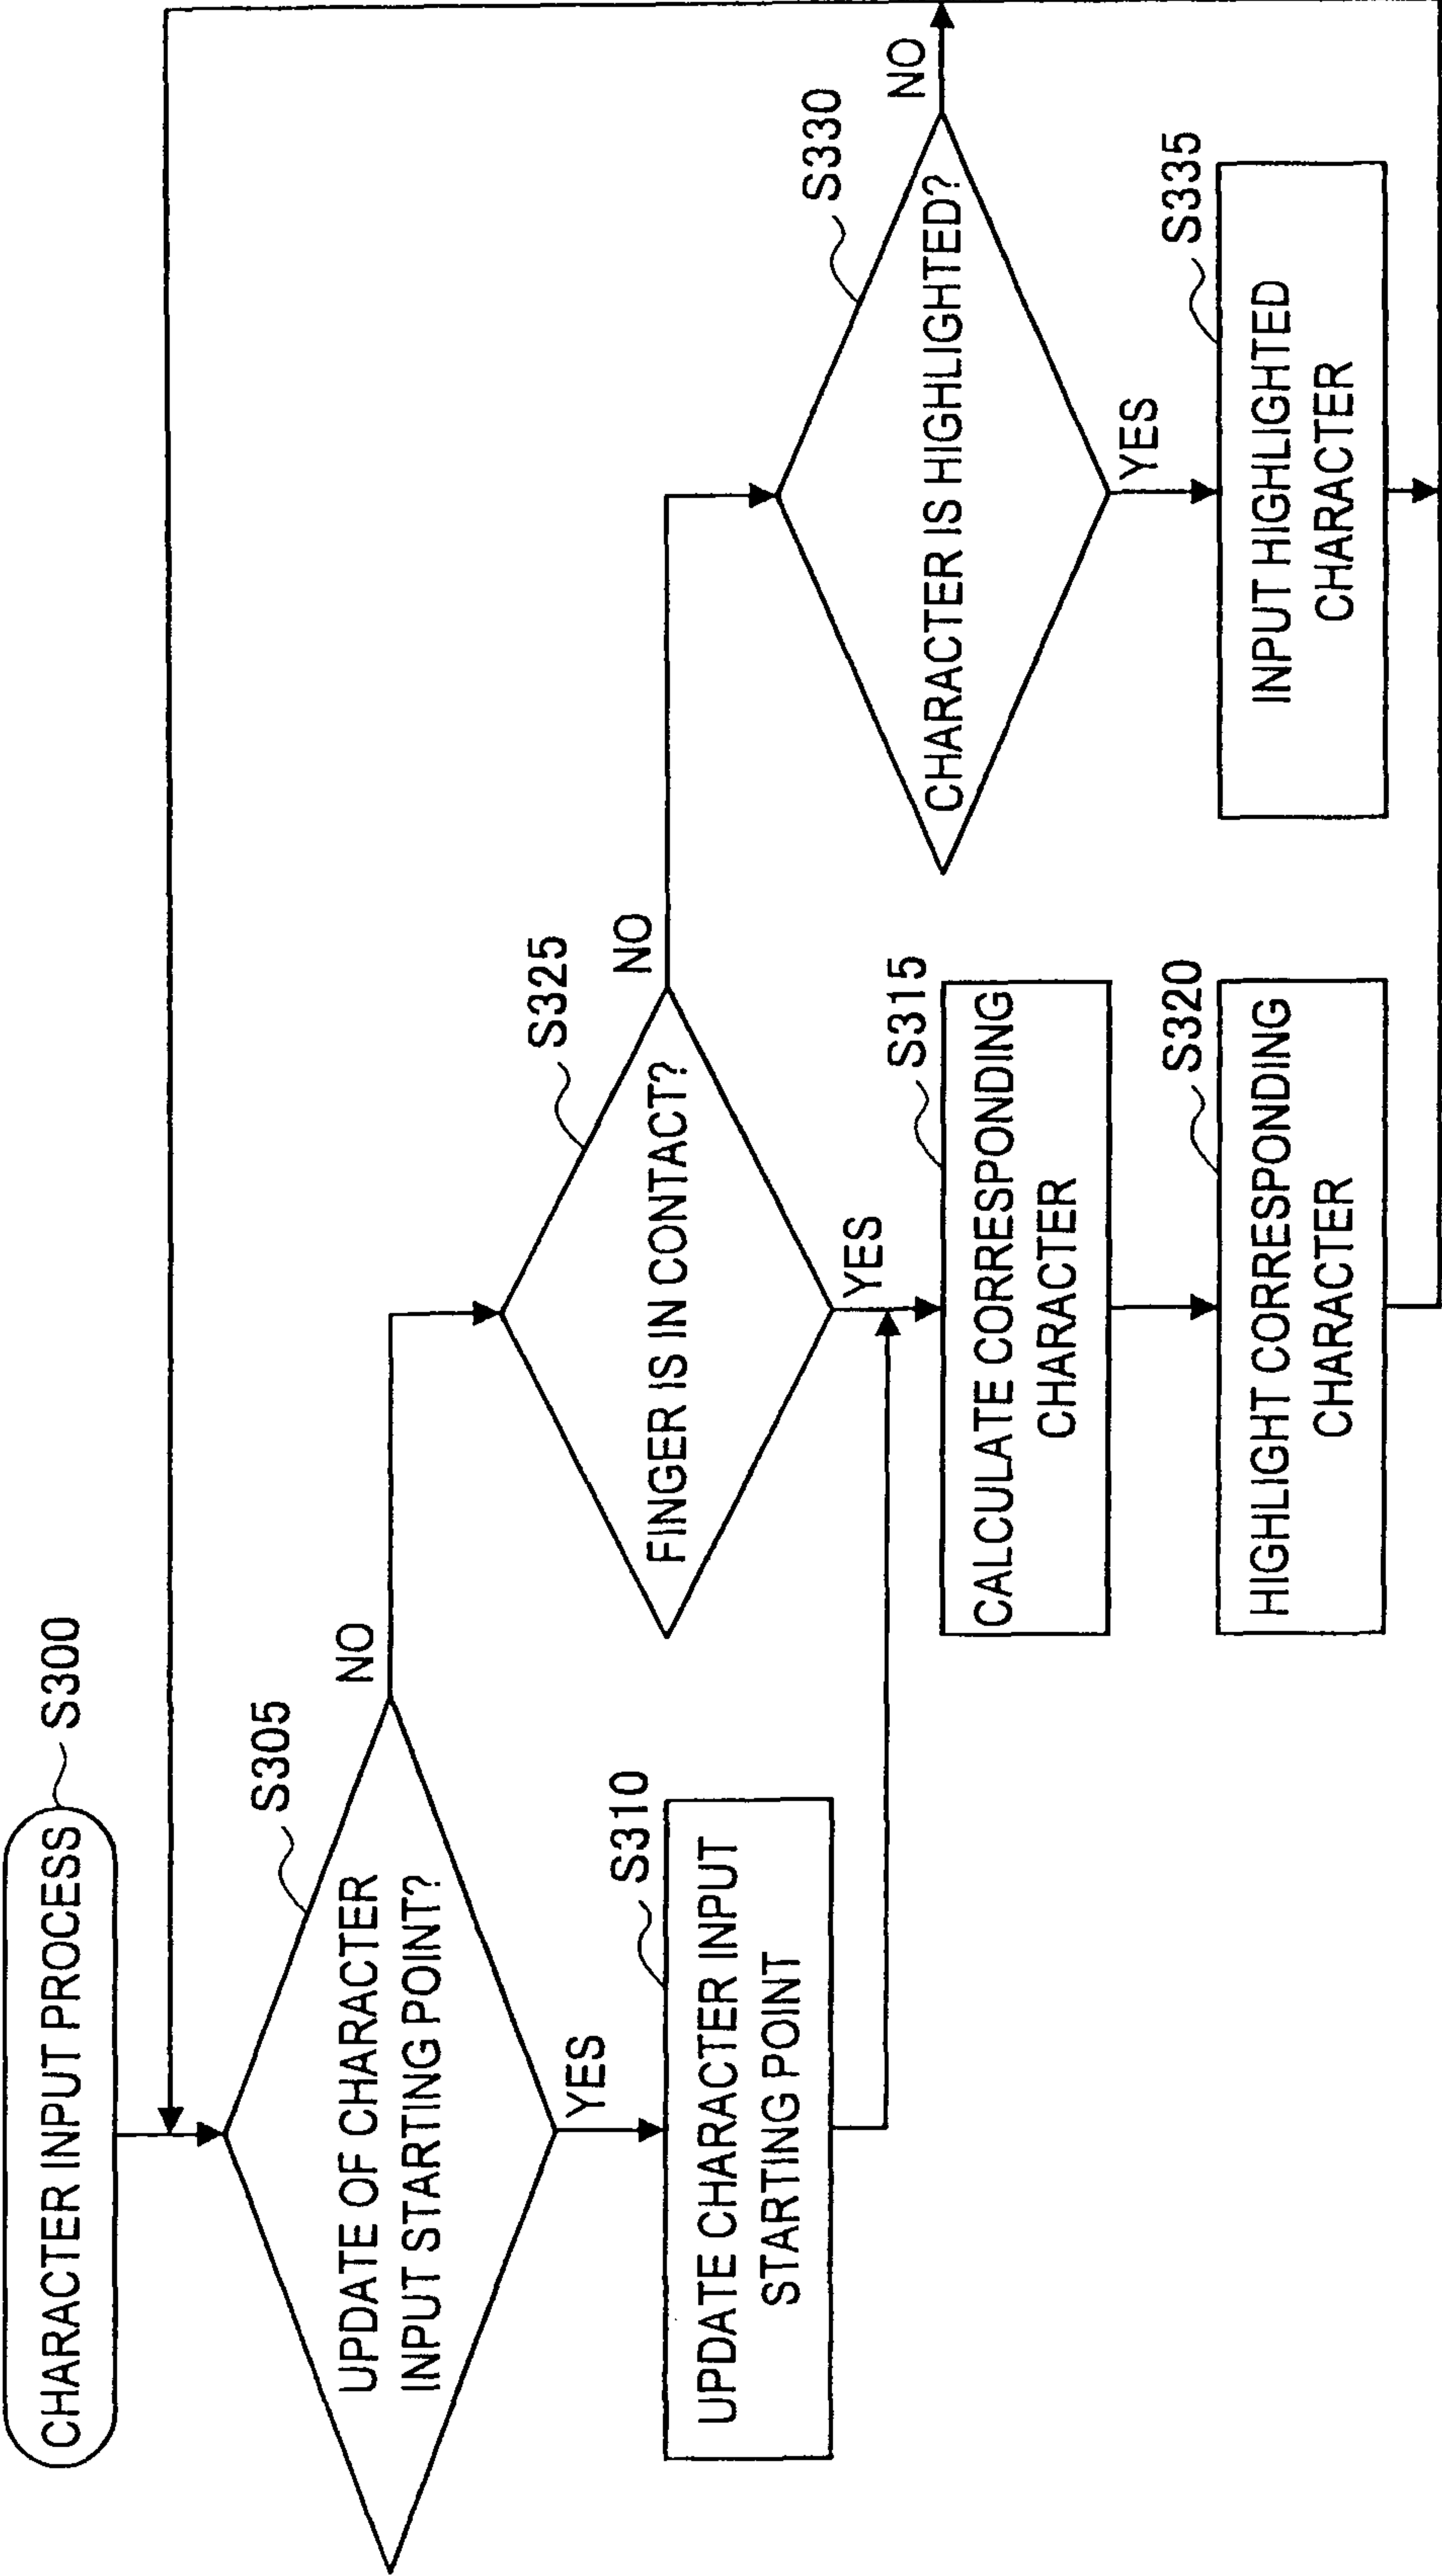 CHARACTER INPUT PROCESS
S300
S305
UPDATE OF CHARACTER
INPUT STARTING POINT?
NO
YES
S310
UPDATE CHARACTER INPUT
STARTING POINT
S325
FINGER IS IN CONTACT?
NO
YES
S315
CALCULATE CORRESPONDING
CHARACTER
S320
HIGHLIGHT CORRESPONDING
CHARACTER
S330
CHARACTER IS HIGHLIGHTED?
NO
YES
S335
INPUT HIGHLIGHTED
CHARACTER